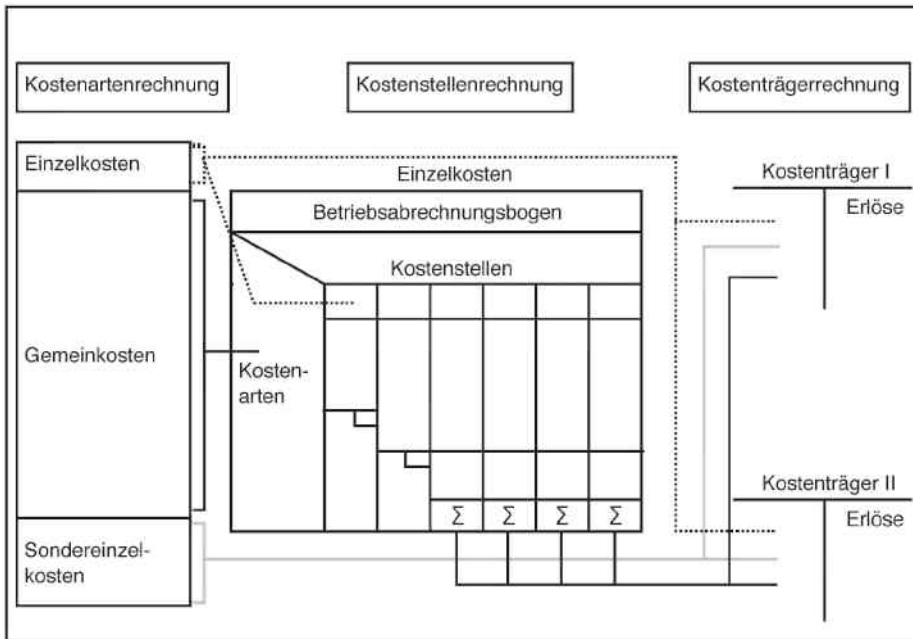 Kostenartenrechnung
Kostenstellenrechnung
Kostenträgerrechnung
Einzelkosten
Einzelkosten
Kostenträger I
Erlöse
Betriebsabrechnungsbogen
Kostenstellen
Gemeinkosten
Kosten-
arten
Kostenträger II
Erlöse
Σ Σ Σ Σ
Sondereinzel-
kosten